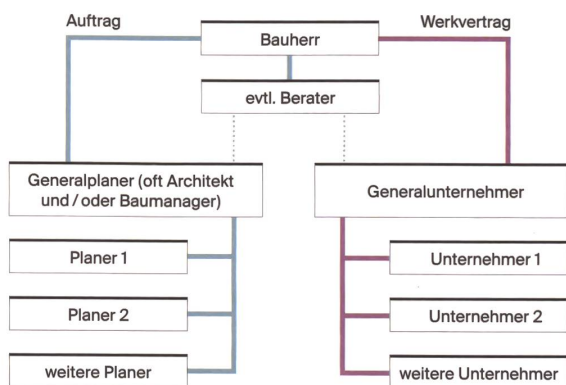 Auftrag
Werkvertrag
Bauherr
evtl. Berater
Generalplaner (oft Architekt
und / oder Baumanager)
Generalunternehmer
Planer 1
Unternehmer 1
Planer 2
Unternehmer 2
weitere Planer
weitere Unternehmer